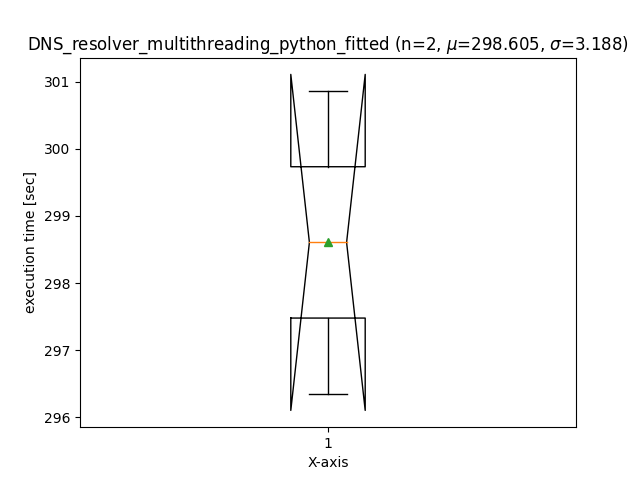 DNS_resolver_multithreading_python_fitted (n=2, μ=298.605, σ=3.188)
301
300
299
298
297
296
execution time [sec]
1
X-axis